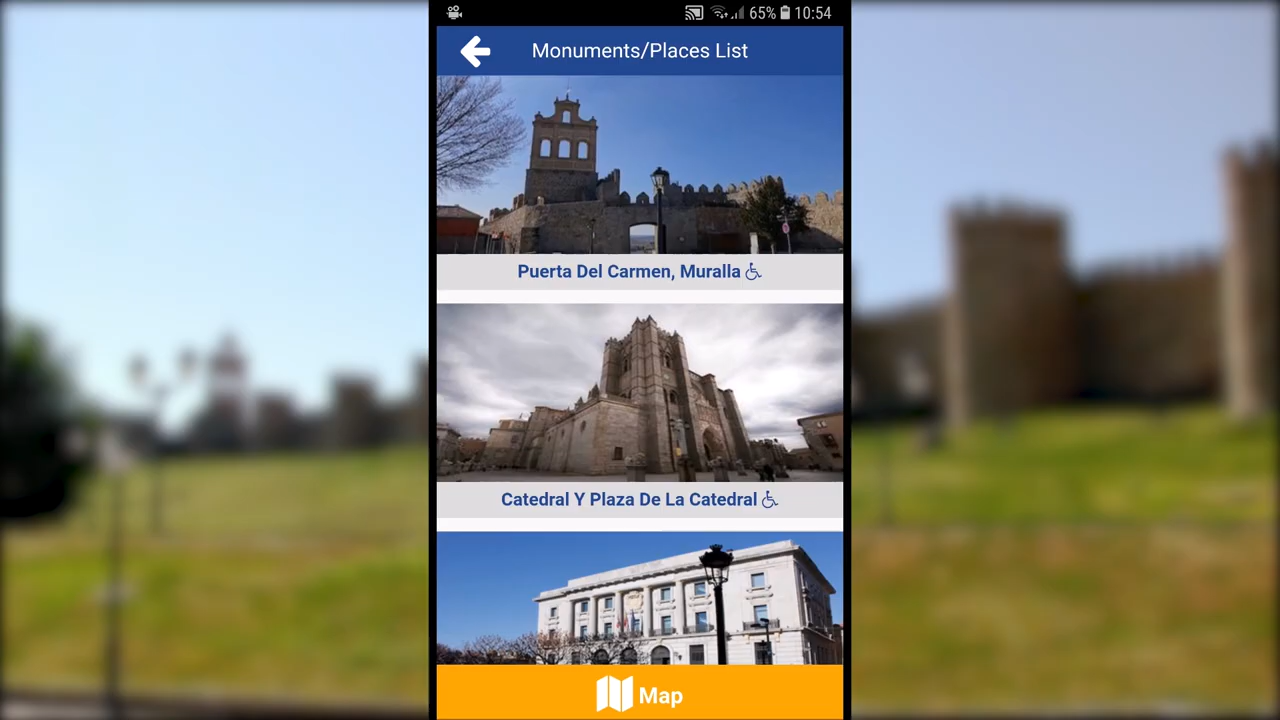 65% 10:54
Monuments/Places List
Puerta Del Carmen, Muralla
Catedral Y Plaza De La Catedral
Map